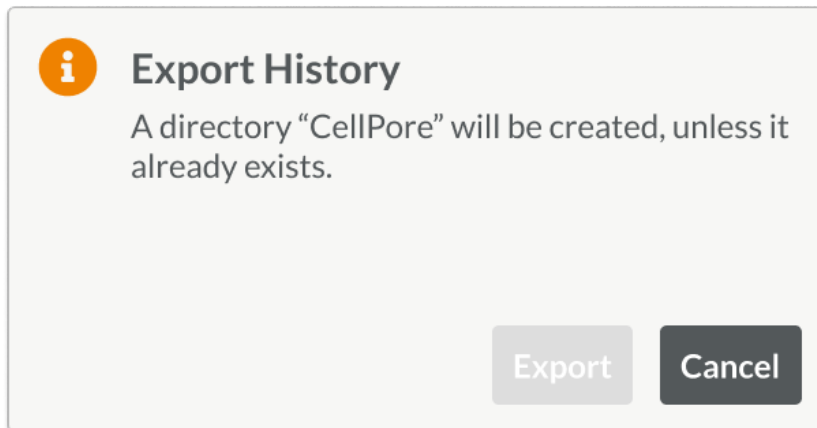 Export History
A directory “CellPore” will be created, unless it
already exists.
Export
Cancel